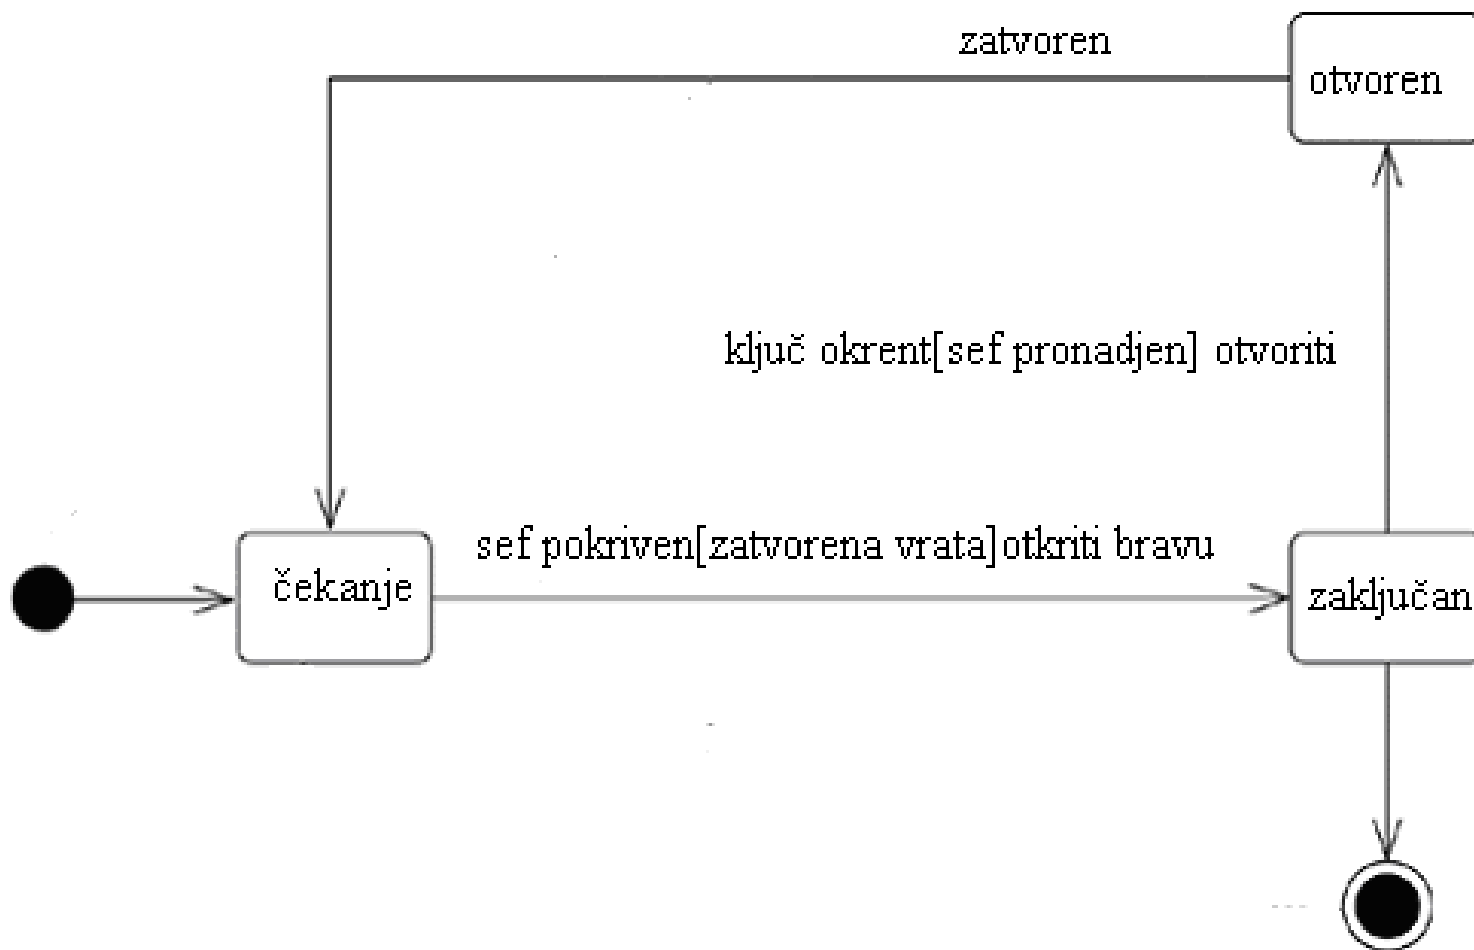 zatvoren
otvoren
ključ okrent[sef pronadjen] otvoriti
sef pokriven[zatvorena vrata]otkriti bravu
čekanje
zaključan